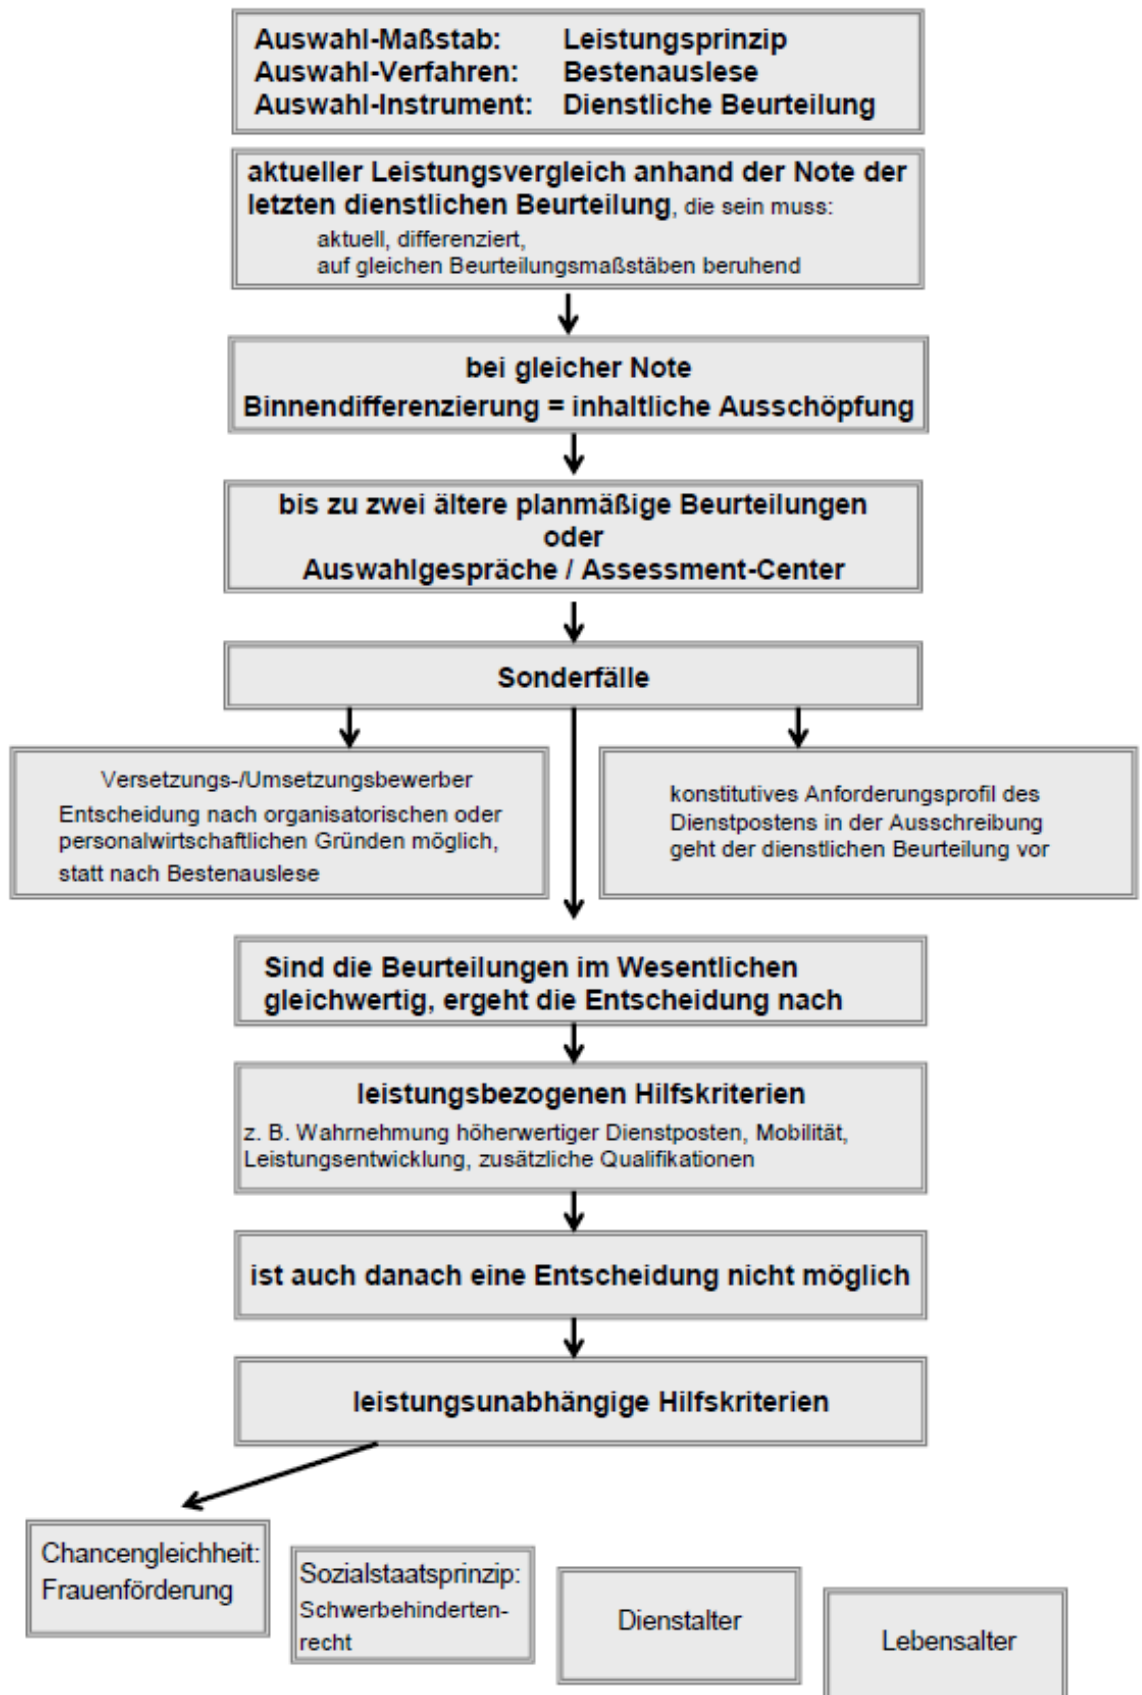 Auswahl-Maßstab: Leistungsprinzip
Auswahl-Verfahren: Bestenauslese
Auswahl-Instrument: Dienstliche Beurteilung
aktueller Leistungsvergleich anhand der Note der
letzten dienstlichen Beurteilung, die sein muss:
aktuell, differenziert,
auf gleichen Beurteilungsmaßstäben beruhend
bei gleicher Note
Binnendifferenzierung = inhaltliche Ausschöpfung
bis zu zwei ältere planmäßige Beurteilungen
oder
Auswahlgespräche / Assessment-Center
Sonderfälle
Versetzungs-/Umsetzungsbewerber
Entscheidung nach organisatorischen oder
personalwirtschaftlichen Gründen möglich,
statt nach Bestenauslese
konstitutives Anforderungsprofil des
Dienstpostens in der Ausschreibung
geht der dienstlichen Beurteilung vor
Sind die Beurteilungen im Wesentlichen
gleichwertig, ergeht die Entscheidung nach
leistungsbezogenen Hilfskriterien
z. B. Wahrnehmung höherwertiger Dienstposten, Mobilität,
Leistungsentwicklung, zusätzliche Qualifikationen
ist auch danach eine Entscheidung nicht möglich
leistungsunabhängige Hilfskriterien
Chancengleichheit:
Frauenförderung
Sozialstaatsprinzip:
Schwerbehinderten-
recht
Dienstalter
Lebensalter